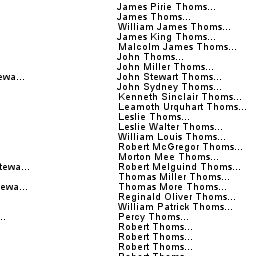 James Pirie Thoms...
James Thoms...
William James Thoms...
James King Thoms...
Malcolm James Thoms...
John Thoms...
John Miller Thoms...
ewa... John Stewart Thoms...
John Sydney Thoms...
Kenneth Sinclair Thoms...
Leamoth Urquhart Thoms...
Leslie Thoms...
Leslie Walter Thoms...
William Louis Thoms...
Robert McGregor Thoms...
Morton Mee Thoms...
tewa... Robert Melguind Thoms...
Thomas Miller Thoms...
ewa... Thomas More Thoms...
Reginald Oliver Thoms...
William Patrick Thoms...
... Percy Thoms...
Robert Thoms...
Robert Thoms...
Robert Thoms...
Robert Thoms...